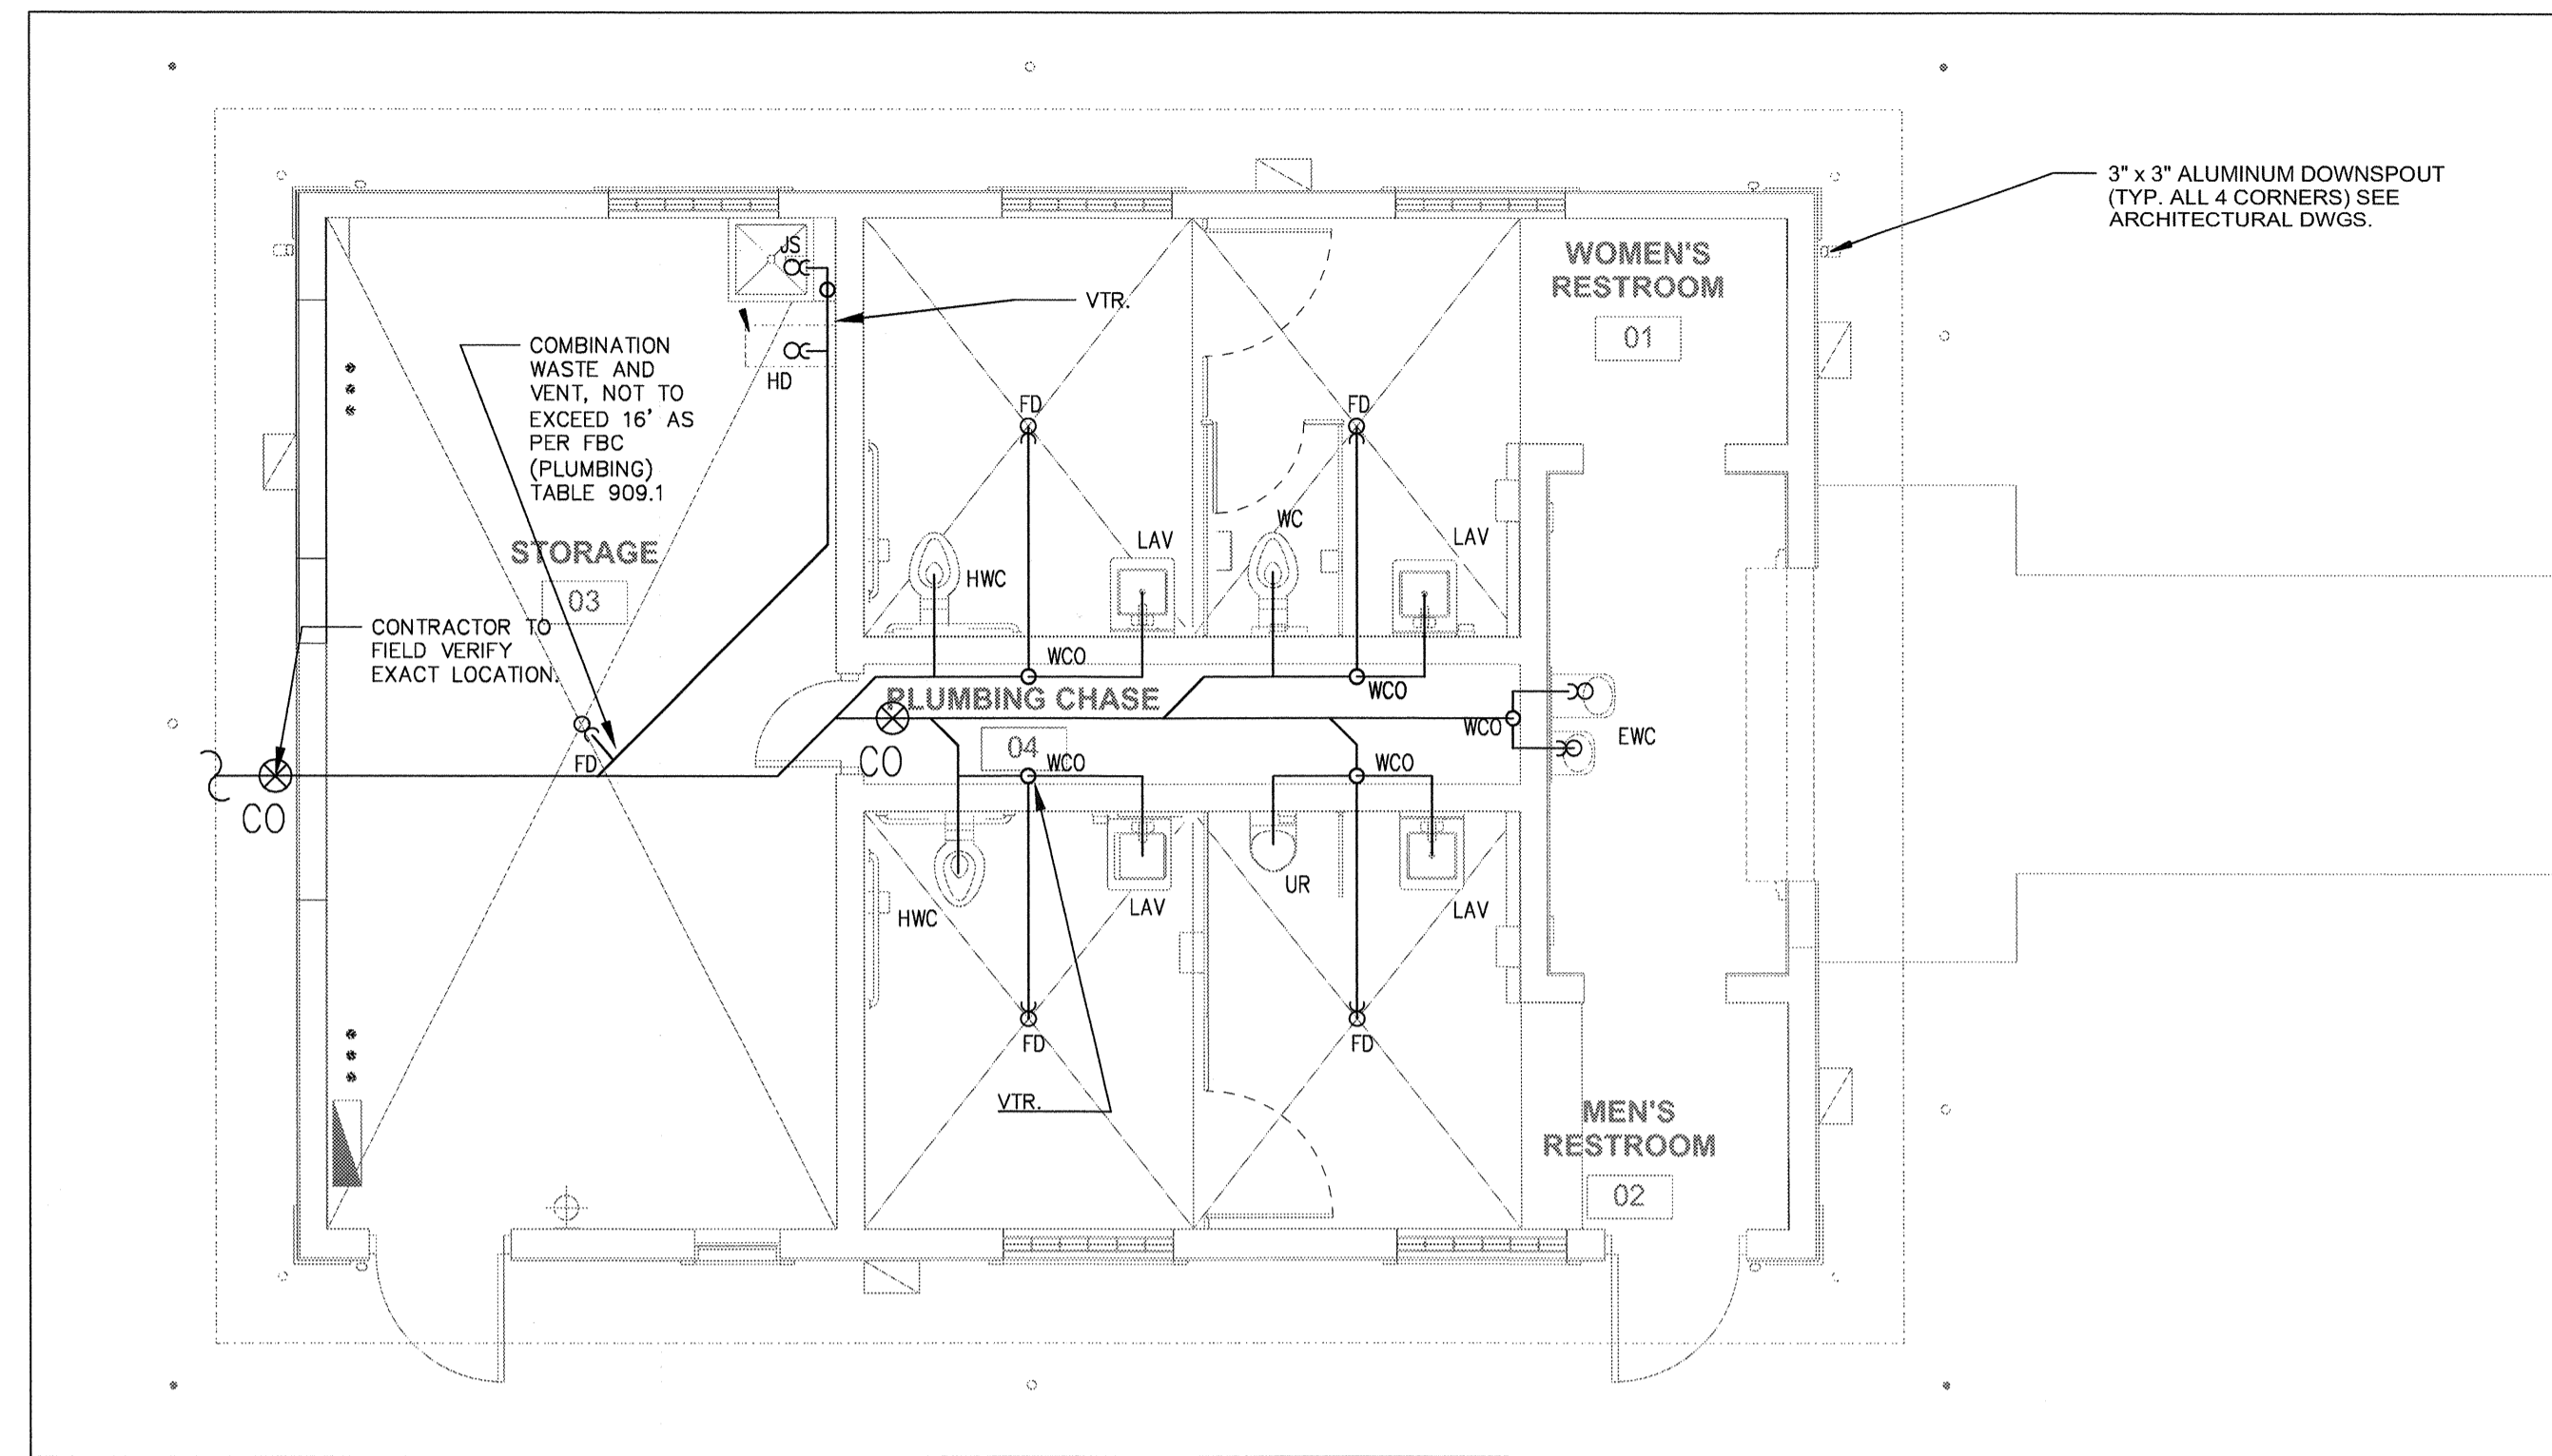 3" x 3" ALUMINUM DOWNSPOUT
(TYP. ALL 4 CORNERS) SEE
ARCHITECTURAL DWGS.
WOMEN'S
RESTROOM
01
JS
VTR.
HD
COMBINATION
WASTE AND
VENT, NOT TO
EXCEED 16' AS
PER FBC
(PLUMBING)
TABLE 909.1
FD
FD
STORAGE
03
HWC
LAV
WC
LAV
CONTRACTOR TO
FIELD VERIFY
EXACT LOCATION.
WCO
WCO
PLUMBING CHASE
04
CO
WCO
EWC
FD
CO
WCO
WCO
HWC
LAV
UR
LAV
FD
FD
VTR.
MEN'S
RESTROOM
02